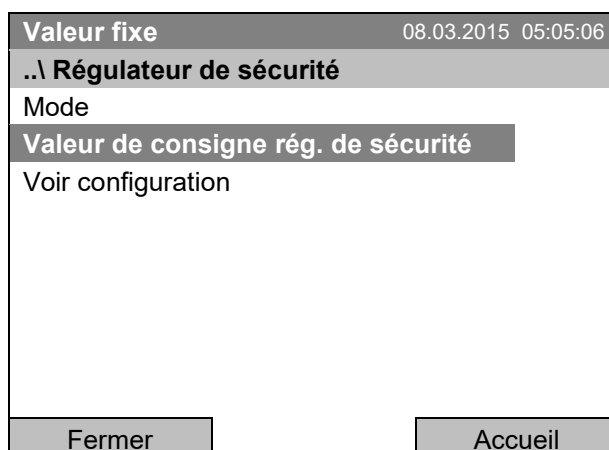 Valeur fixe 08.03.2015 05:05:06
..\ Régulateur de sécurité
Mode
Valeur de consigne rég. de sécurité
Voir configuration
Fermer Accueil